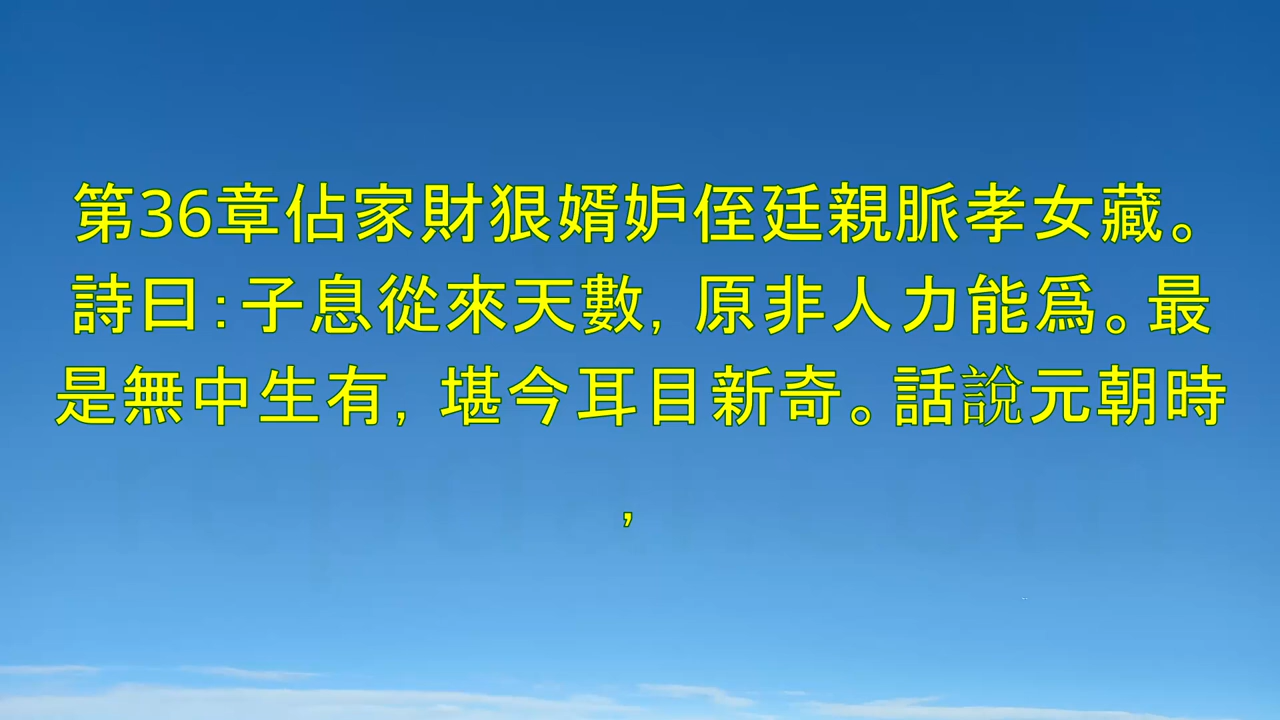 第36章佔家財狠婿妒侄廷親脈孝女藏。
詩曰：子息從來天數，原非人力能爲。最
是無中生有，堪今耳目新奇。話說元朝時
，